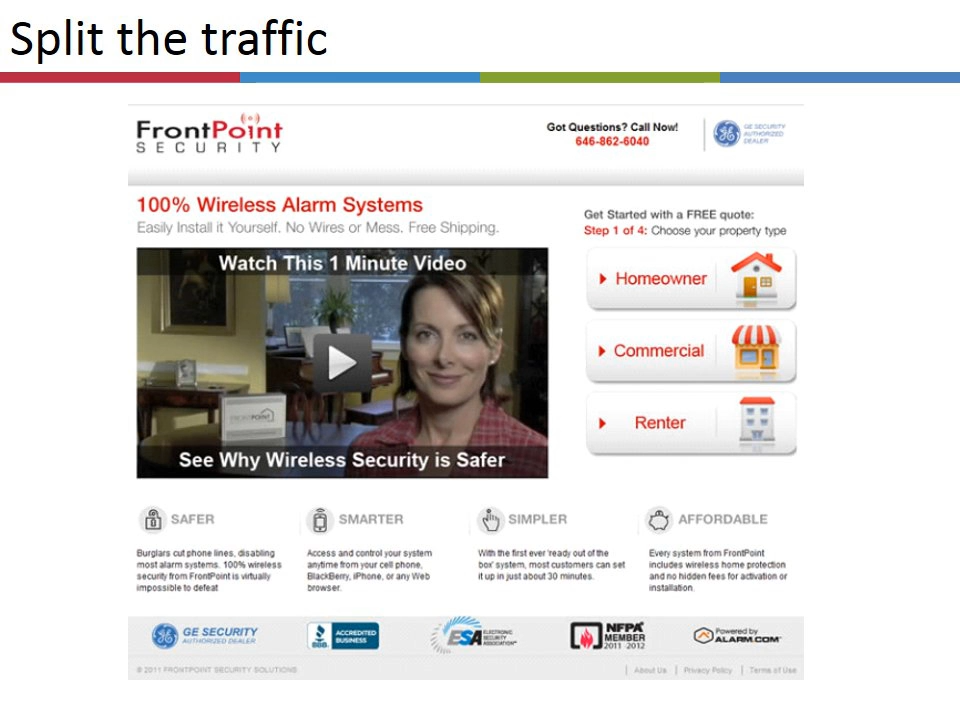 Split the traffic
FrontPoint
SECURITY
Got Questions? Call Now!
646-862-6040
GE SECURITY
AUTHORIZED
DEALER
100% Wireless Alarm Systems
Easily Install it Yourself. No Wires or Mess. Free Shipping.
Get Started with a FREE quote:
Step 1 of 4: Choose your property type
Watch This 1 Minute Video
FRONTPOINT
See Why Wireless Security is Safer
Homeowner
Commercial
Renter
SAFER
Burglars cut phone lines, disabling
most alarm systems. 100% wireless
security from FrontPoint is virtually
impossible to defeat
SMARTER
Access and control your system
anytime from your cell phone,
BlackBerry, iPhone, or any Web
browser.
SIMPLER
With the first ever 'ready out of the
box' system, most customers can set
it up in just about 30 minutes.
AFFORDABLE
Every system from FrontPoint
includes wireless home protection
and no hidden fees for activation or
installation.
GE SECURITY
AUTHORIZED DEALER
BBB
ACCREDITED
BUSINESS
ESA
ELECTRONIC
SECURITY
ASSOCIATION
NFPA
MEMBER
2011 -2012
Powered by
ALARM.COM
© 2011 FRONTPOINT SECURITY SOLUTIONS
About Us | Privacy Policy | Terms of Use